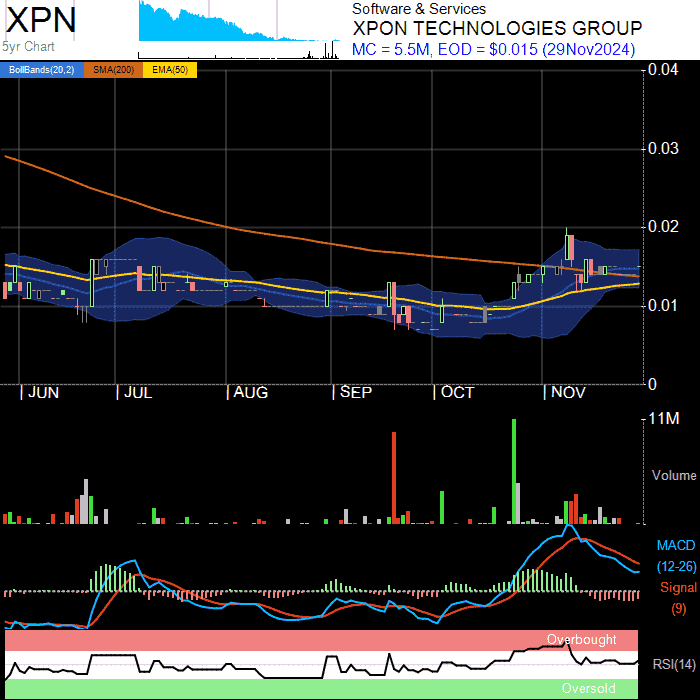 XPN
5yr Chart
Software & Services
XPON TECHNOLOGIES GROUP
MC = 5.5M, EOD = $0.015 (29Nov2024)
BollBands(20,2) SMA(200) EMA(50)
0.04
0.03
0.02
0.01
0
JUN JUL AUG SEP OCT NOV
11M
Volume
MACD
(12-26)
Signal
(9)
Overbought
RSI(14)
Oversold